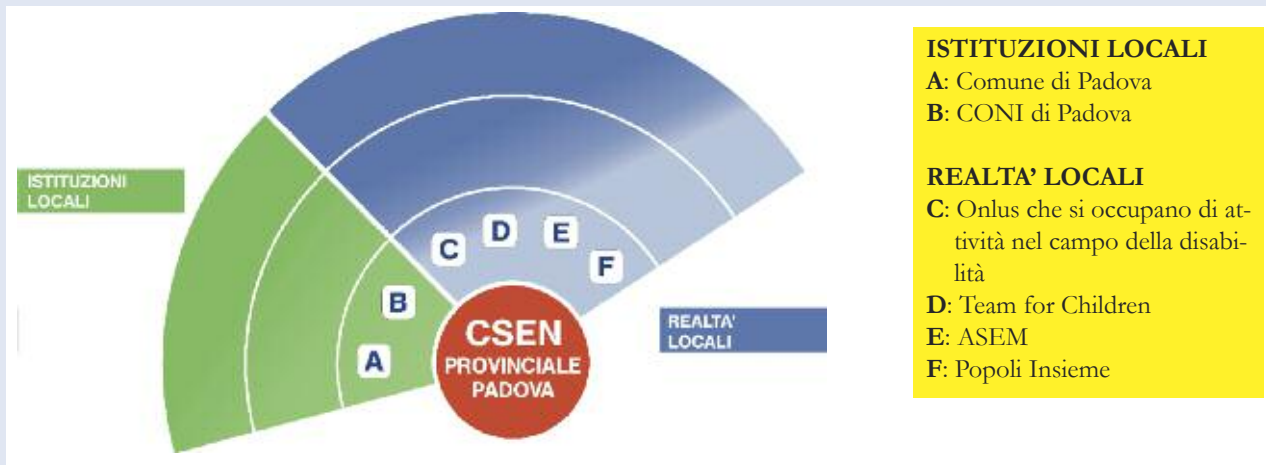 ISTITUZIONI
LOCALI
A
B
C
D
E
F
CSEN
PROVINCIALE
PADOVA
REALTA'
LOCALI
ISTITUZIONI LOCALI
A: Comune di Padova
B: CONI di Padova
REALTA' LOCALI
C: Onlus che si occupano di at-
tività nel campo della disabi-
lità
D: Team for Children
E: ASEM
F: Popoli Insieme